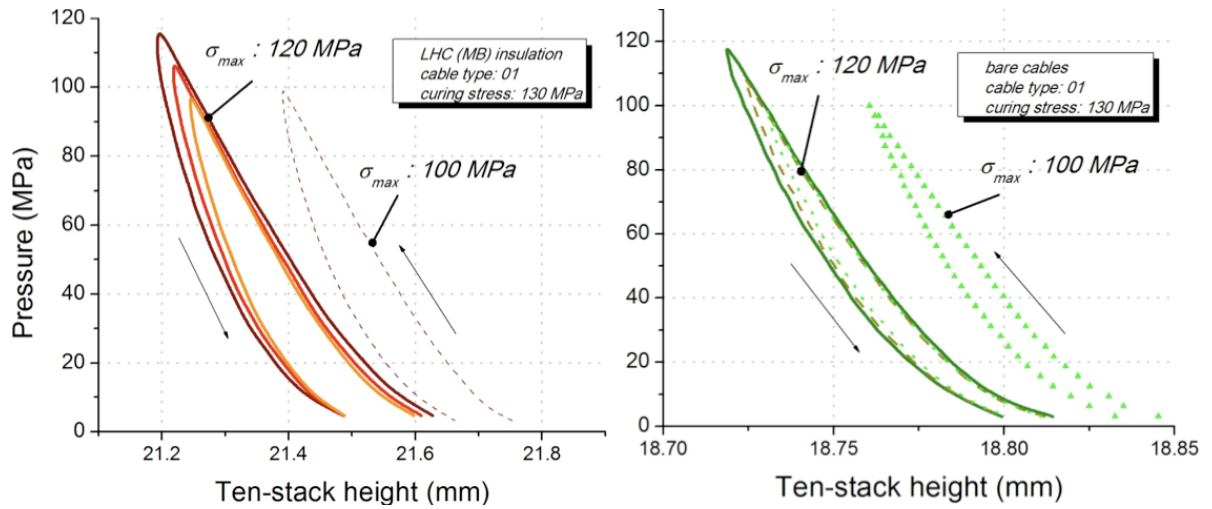 120
100
80
60
40
20
0
Pressure (MPa)
σmax : 120 MPa
LHC (MB) insulation
cable type: 01
curing stress: 130 MPa
σmax : 100 MPa
21.2
21.4
21.6
21.8
Ten-stack height (mm)
120
100
80
60
40
20
0
σmax : 120 MPa
bare cables
cable type: 01
curing stress: 130 MPa
σmax : 100 MPa
18.70
18.75
18.80
18.85
Ten-stack height (mm)